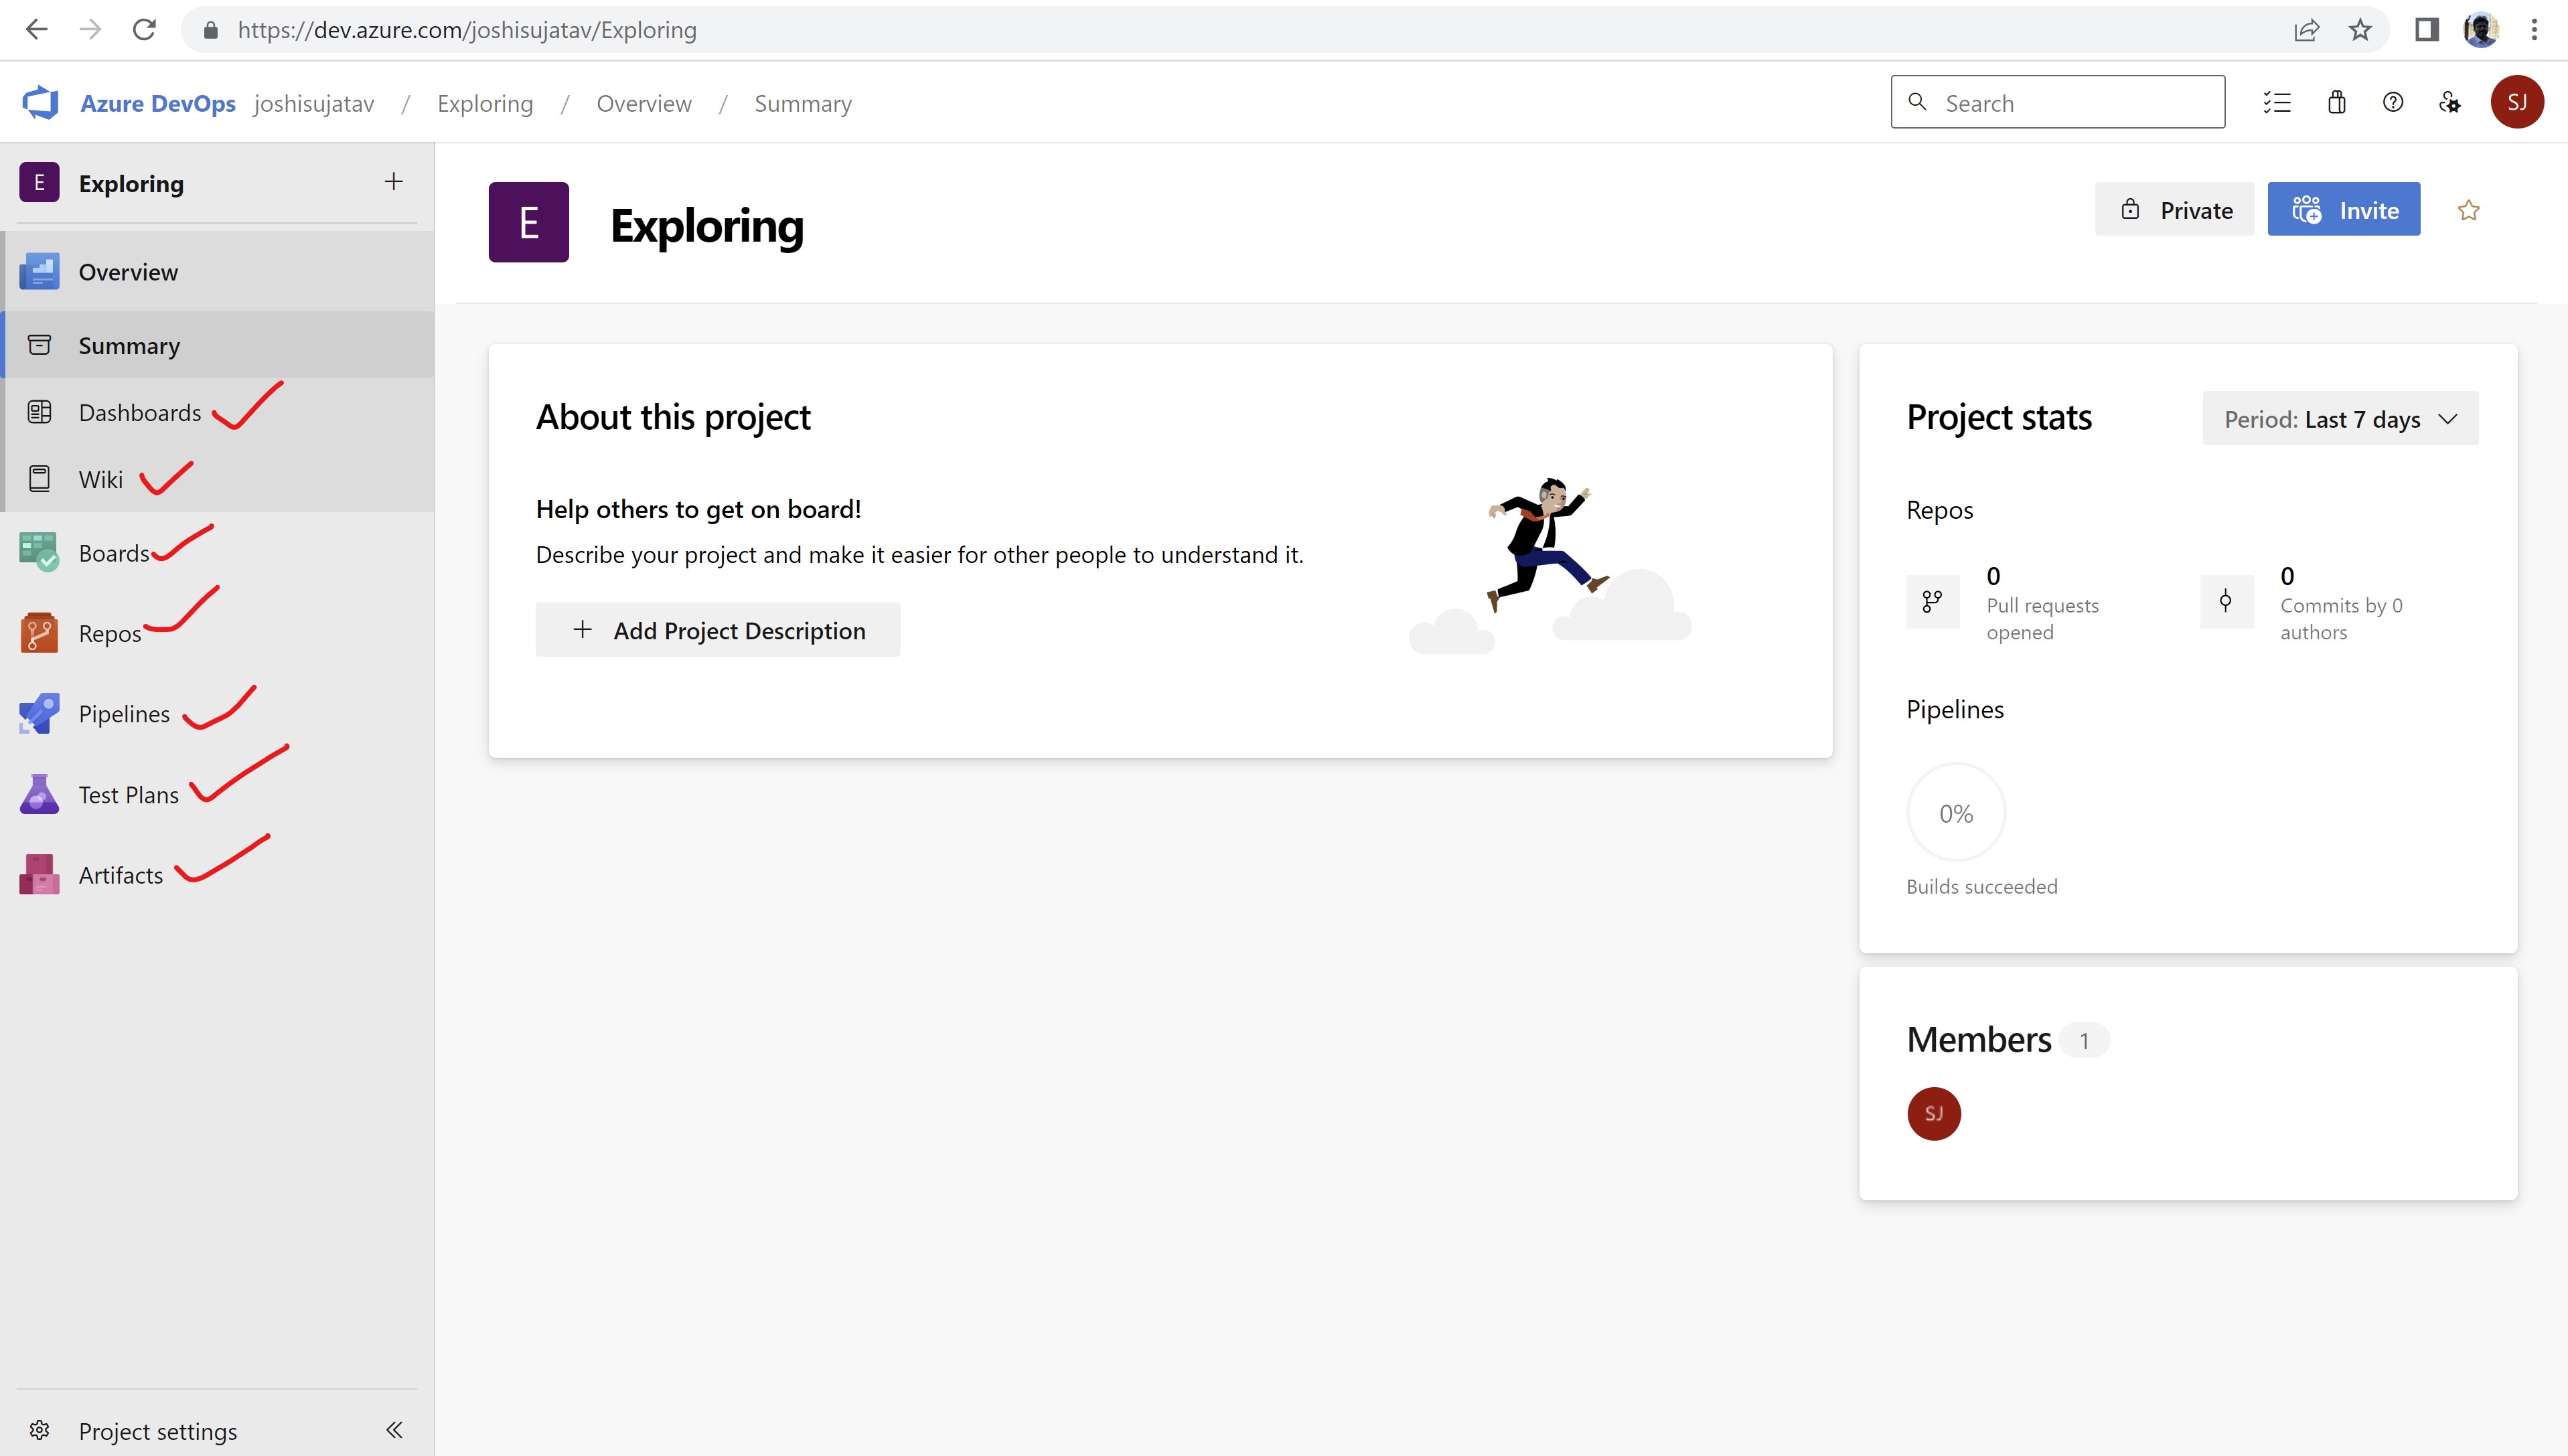 https://dev.azure.com/joshisujatav/Exploring
Azure DevOps joshisujatav / Exploring / Overview / Summary
Search
SJ
E Exploring +
Overview
Summary
Dashboards
Wiki
Boards
Repos
Pipelines
Test Plans
Artifacts
Project settings
E Exploring
Private
Invite
About this project
Help others to get on board!
Describe your project and make it easier for other people to understand it.
+ Add Project Description
Project stats
Period: Last 7 days
Repos
0
Pull requests
opened
0
Commits by 0
authors
Pipelines
0%
Builds succeeded
Members 1
SJ